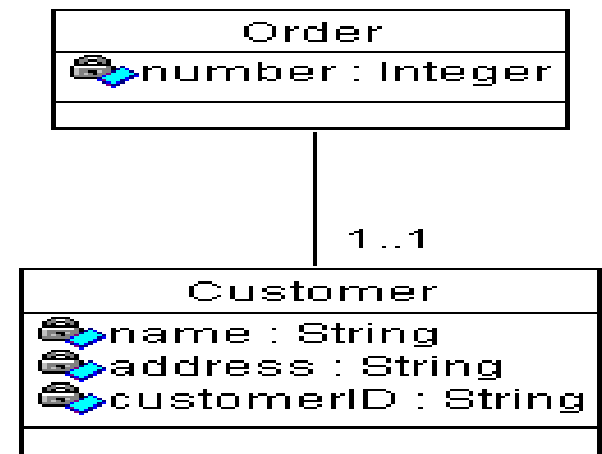 Order
number : Integer
1..1
Customer
name : String
address : String
customerID : String